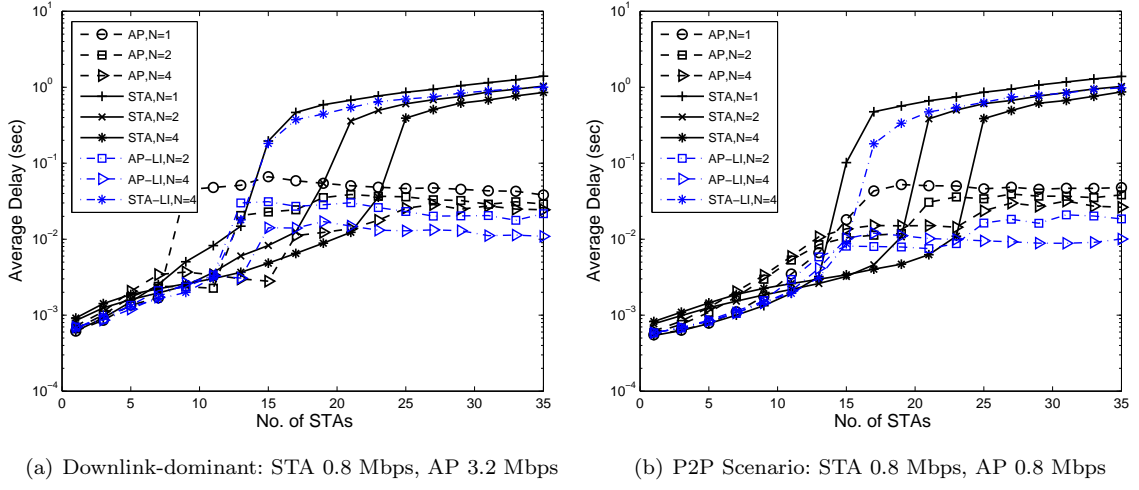 AP,N=1
AP,N=2
AP,N=4
STA,N=1
STA,N=2
STA,N=4
AP−LI,N=2
AP−LI,N=4
STA−LI,N=4
Average Delay (sec)
10^1
10^0
10^−1
10^−2
10^−3
10^−4
0 5 10 15 20 25 30 35
No. of STAs
(a) Downlink-dominant: STA 0.8 Mbps, AP 3.2 Mbps
AP,N=1
AP,N=2
AP,N=4
STA,N=1
STA,N=2
STA,N=4
AP−LI,N=2
AP−LI,N=4
STA−LI,N=4
Average Delay (sec)
10^1
10^0
10^−1
10^−2
10^−3
10^−4
0 5 10 15 20 25 30 35
No. of STAs
(b) P2P Scenario: STA 0.8 Mbps, AP 0.8 Mbps